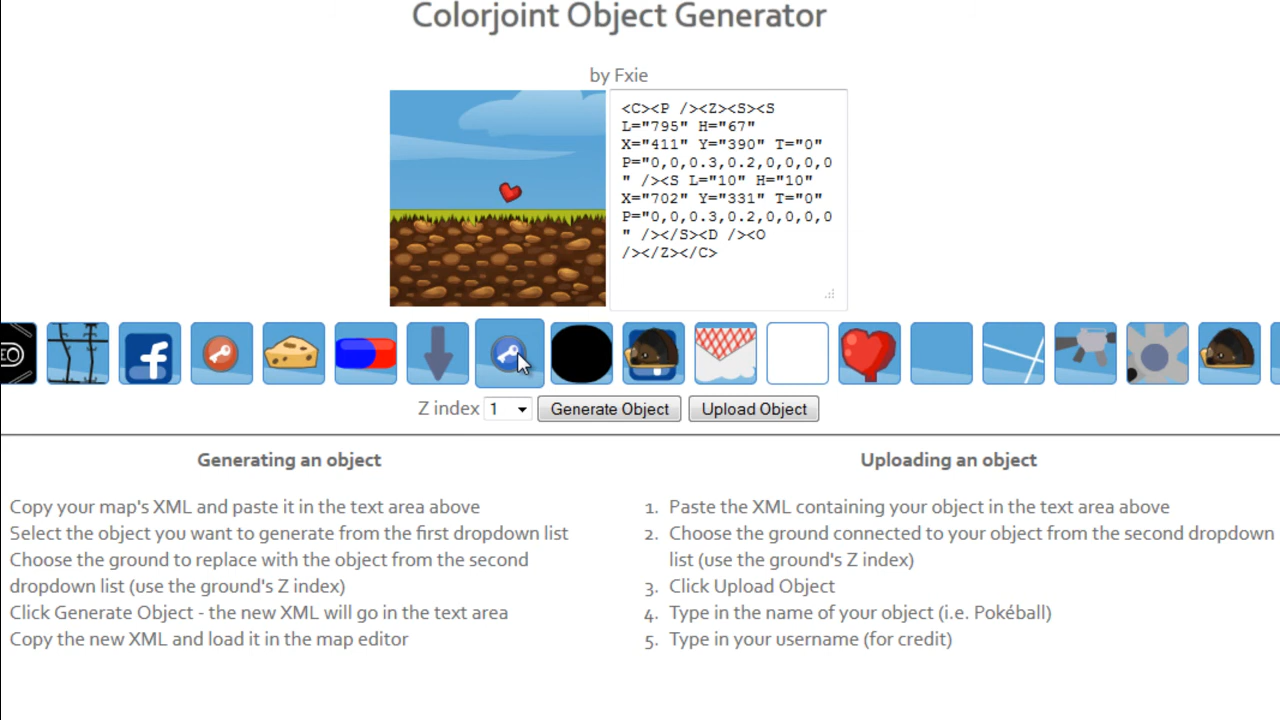 Colorjoint Object Generator
by Fxie
<C><P /><Z><S><S
L="795" H="67"
X="411" Y="390" T="0"
P="0,0,0.3,0.2,0,0,0,0
" /><S L="10" H="10"
X="702" Y="331" T="0"
P="0,0,0.3,0.2,0,0,0,0
" /></S><D /><O
/></Z></C>
EO
f
Z index 1 Generate Object Upload Object
Generating an object
Copy your map's XML and paste it in the text area above
Select the object you want to generate from the first dropdown list
Choose the ground to replace with the object from the second
dropdown list (use the ground's Z index)
Click Generate Object - the new XML will go in the text area
Copy the new XML and load it in the map editor
Uploading an object
1. Paste the XML containing your object in the text area above
2. Choose the ground connected to your object from the second dropdown
list (use the ground's Z index)
3. Click Upload Object
4. Type in the name of your object (i.e. Pokéball)
5. Type in your username (for credit)